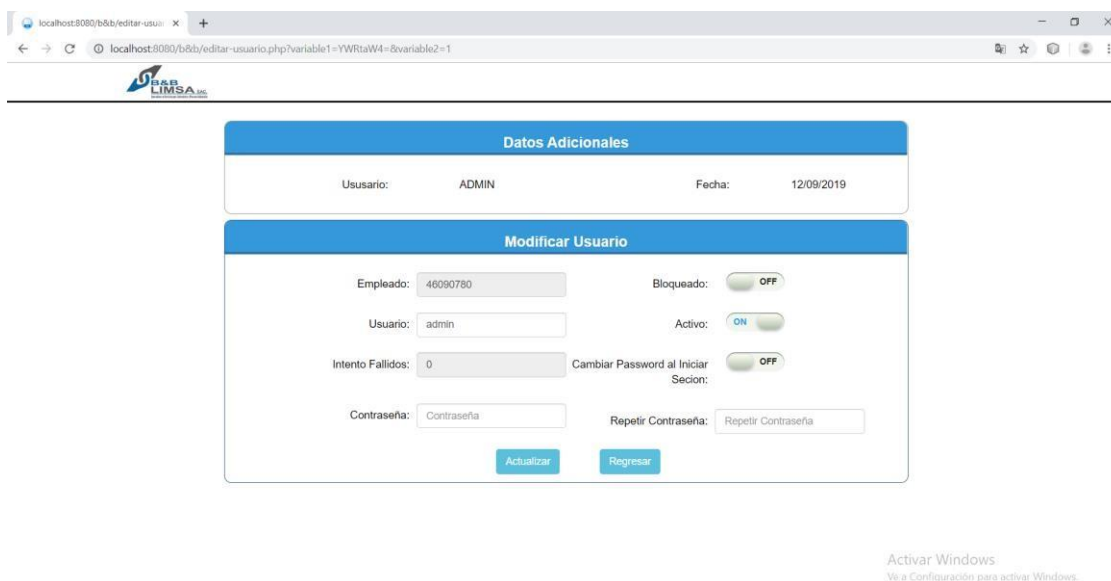 localhost:8080/b&b/editar-usuar
localhost:8080/b&b/editar-usuario.php?variable1=YWRtaW4=&variable2=1
B&B
LIMSA SAC.
Datos Adicionales
Ususario: ADMIN Fecha: 12/09/2019
Modificar Usuario
Empleado: 46090780 Bloqueado: OFF
Usuario: admin Activo: ON
Intento Fallidos: 0 Cambiar Password al Iniciar
Secion: OFF
Contraseña: Contraseña Repetir Contraseña: Repetir Contraseña
Actualizar Regresar
Activar Windows
Ve a Configuración para activar Windows.